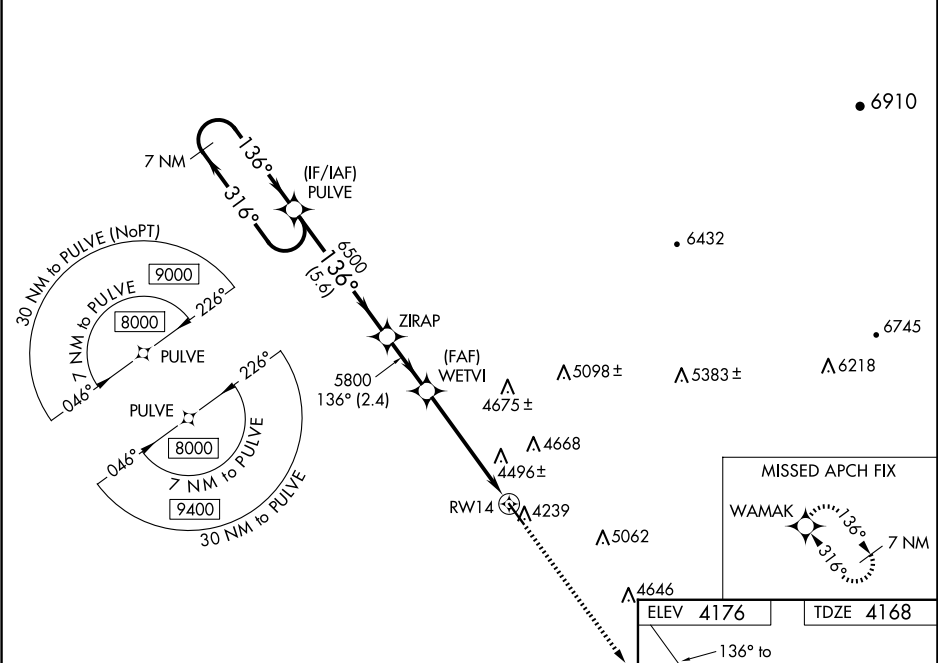 6910
7 NM
136°
316°
(IF/IAF)
PULVE
6500
136°
(5.6)
6432
30 NM to PULVE (NoPT)
9000
7 NM to PULVE
8000
226°
046°
PULVE
ZIRAP
6745
(FAF)
WETVI
5800
136° (2.4)
5098 ±
5383 ±
6218
4675 ±
226°
PULVE
046°
8000
7 NM to PULVE
9400
30 NM to PULVE
4668
4496 ±
RW14
4239
5062
4646
MISSED APCH FIX
WAMAK
136°
316°
7 NM
ELEV 4176
TDZE 4168
136° to